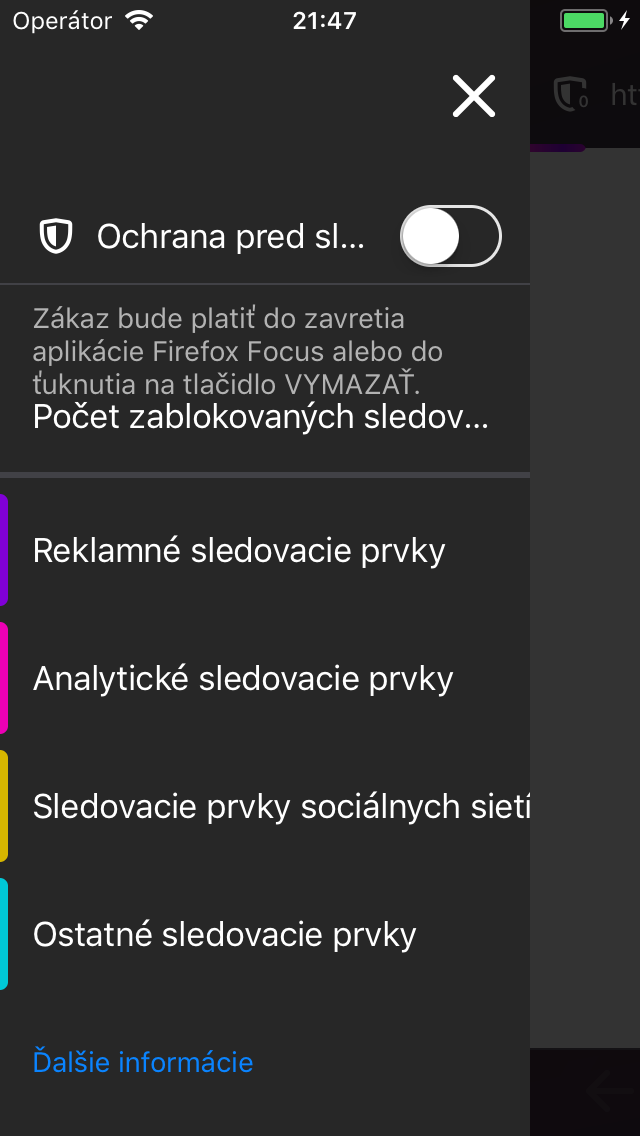 Operátor
21:47
0
htt
Ochrana pred sl...
Zákaz bude platiť do zavretia
aplikácie Firefox Focus alebo do
ťuknutia na tlačidlo VYMAZAŤ.
Počet zablokovaných sledov...
Reklamné sledovacie prvky
Analytické sledovacie prvky
Sledovacie prvky sociálnych sietí
Ostatné sledovacie prvky
Ďalšie informácie